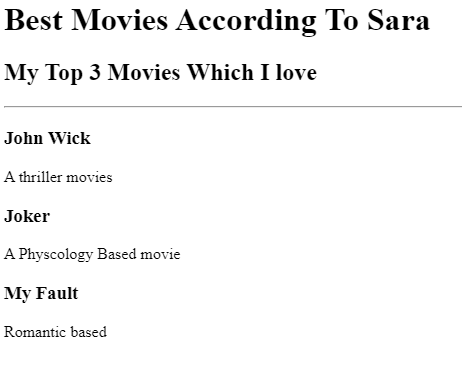 Best Movies According To Sara
My Top 3 Movies Which I love
John Wick
A thriller movies
Joker
A Physcology Based movie
My Fault
Romantic based